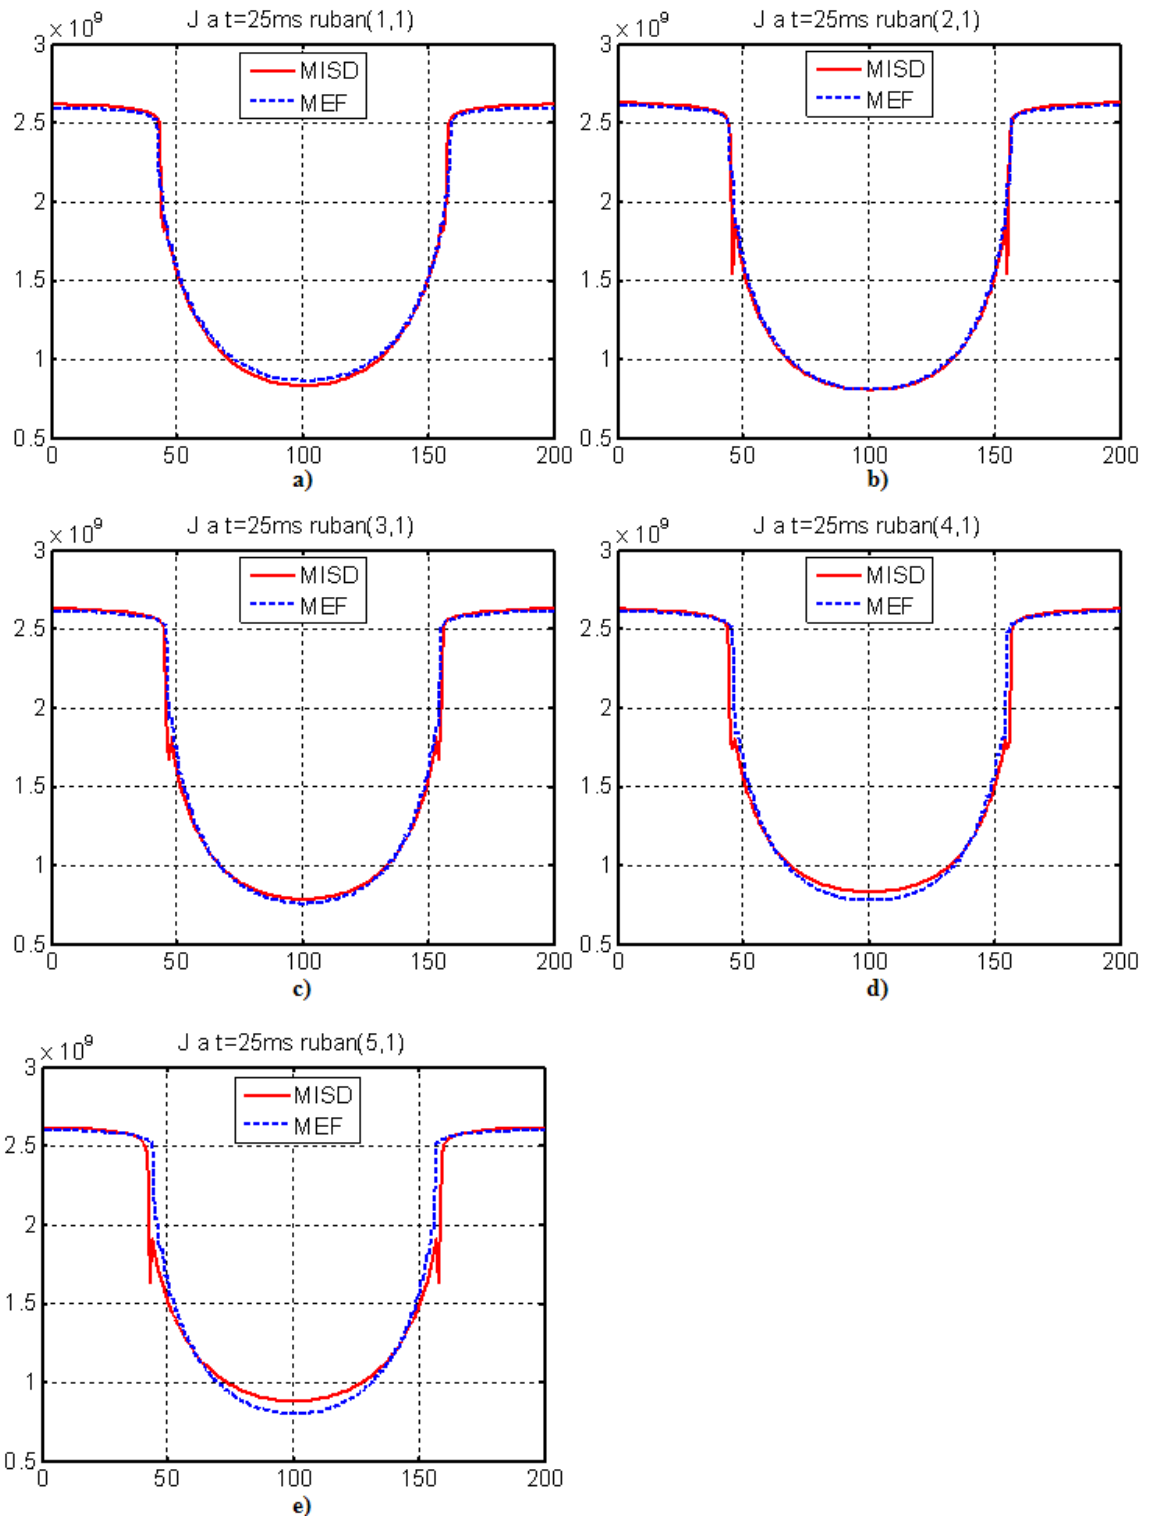 J a t=25ms ruban(1,1)
×10⁹
3
2.5
2
1.5
1
0.5
0 50 100 150 200
MISD
MEF
a)
J a t=25ms ruban(2,1)
×10⁹
3
2.5
2
1.5
1
0.5
0 50 100 150 200
MISD
MEF
b)
J a t=25ms ruban(3,1)
×10⁹
3
2.5
2
1.5
1
0.5
0 50 100 150 200
MISD
MEF
c)
J a t=25ms ruban(4,1)
×10⁹
3
2.5
2
1.5
1
0.5
0 50 100 150 200
MISD
MEF
d)
J a t=25ms ruban(5,1)
×10⁹
3
2.5
2
1.5
1
0.5
0 50 100 150 200
MISD
MEF
e)